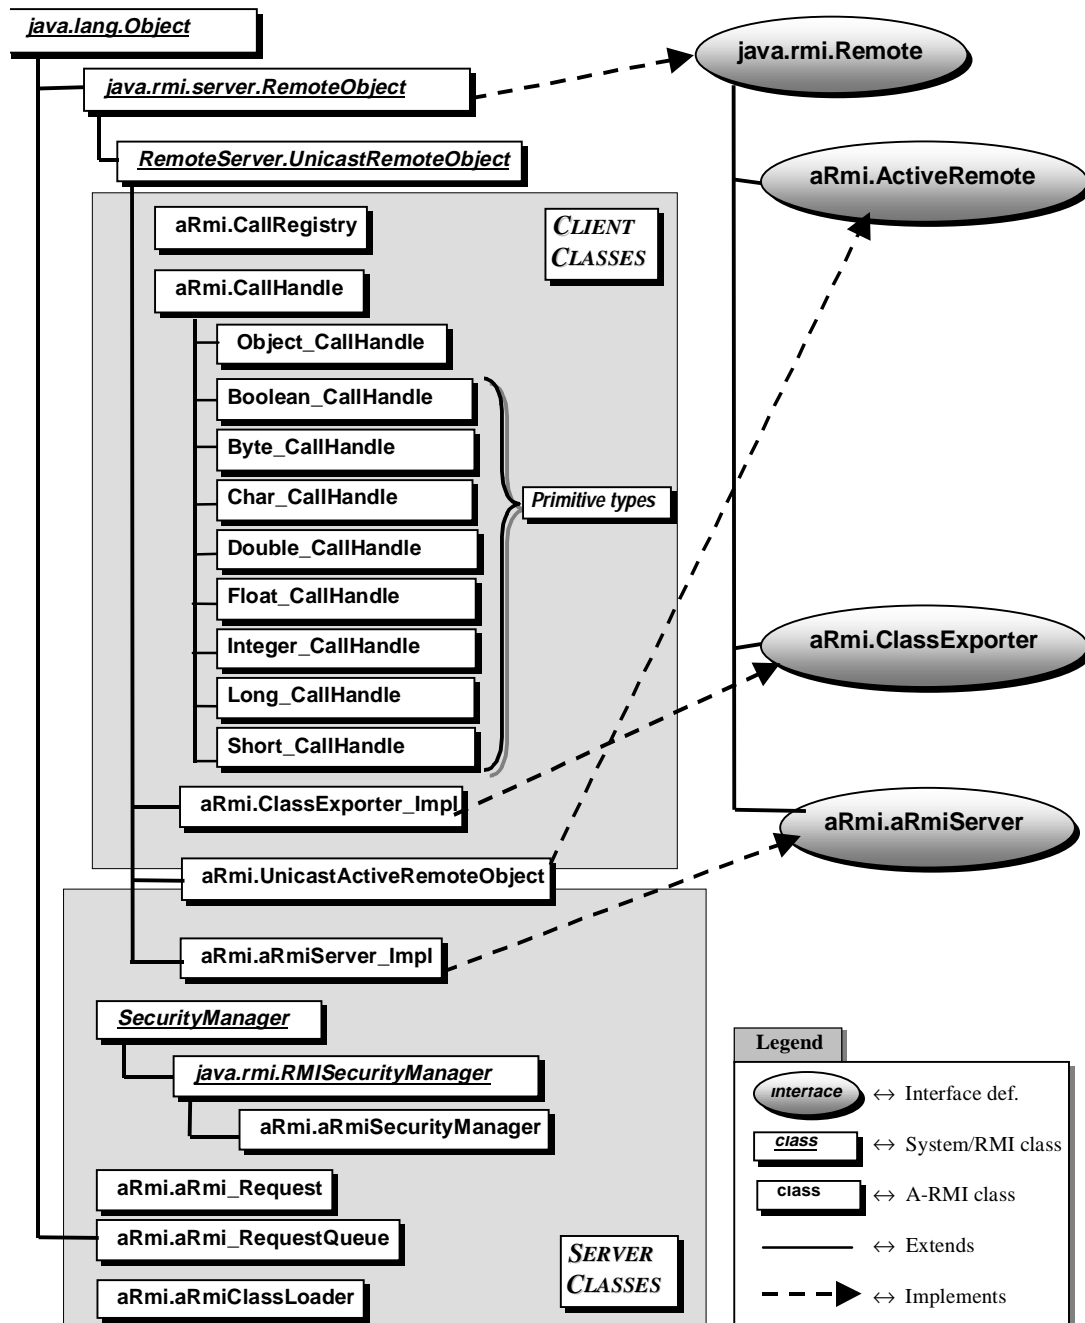 java.lang.Object
java.rmi.server.RemoteObject
RemoteServer.UnicastRemoteObject
aRmi.CallRegistry
CLIENT
CLASSES
aRmi.CallHandle
Object_CallHandle
Boolean_CallHandle
Byte_CallHandle
Char_CallHandle
Primitive types
Double_CallHandle
Float_CallHandle
Integer_CallHandle
Long_CallHandle
Short_CallHandle
aRmi.ClassExporter_Impl
aRmi.UnicastActiveRemoteObject
aRmi.aRmiServer_Impl
SecurityManager
java.rmi.RMISecurityManager
aRmi.aRmiSecurityManager
aRmi.aRmi_Request
aRmi.aRmi_RequestQueue
aRmi.aRmiClassLoader
SERVER
CLASSES
java.rmi.Remote
aRmi.ActiveRemote
aRmi.ClassExporter
aRmi.aRmiServer
Legend
interface ↔ Interface def.
class ↔ System/RMI class
class ↔ A-RMI class
↔ Extends
↔ Implements